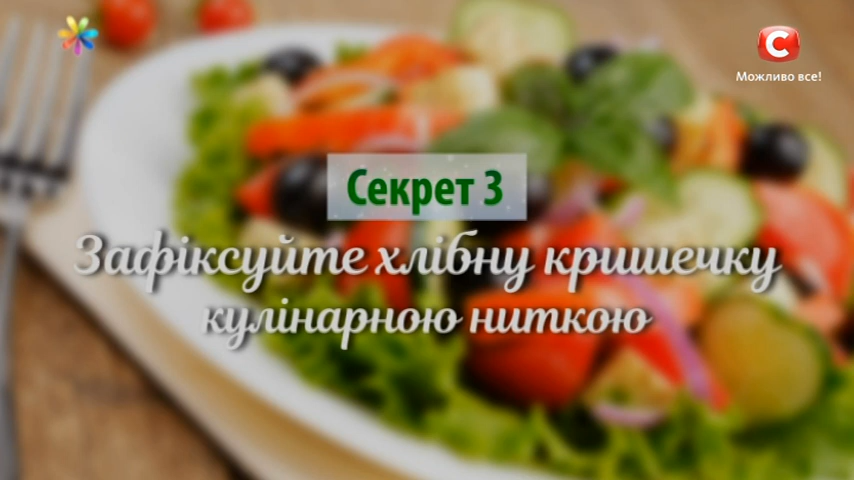 С
Можливо все!
Секрет 3
Зафіксуйте хлібну кришечку
кулінарною ниткою